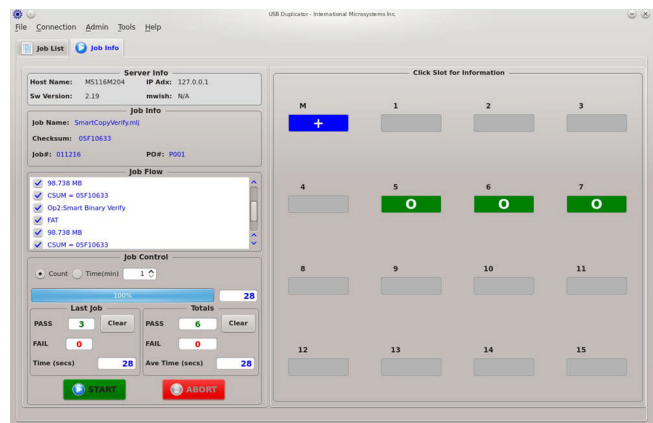 USB Duplicator - International Microsystems Inc.
File Connection Admin Tools Help
Job List Job Info
Server Info
Host Name: MS116M204 IP Adx: 127.0.0.1
Sw Version: 2.19 mwish: N/A
Job Info
Job Name: SmartCopyVerify.mlj
Checksum: 05F10633
Job#: 011216 PO#: P001
Job Flow
98.738 MB
CSUM = 05F10633
Op2:Smart Binary Verify
FAT
98.738 MB
CSUM = 05F10633
Job Control
Count Time(min) 1
100% 28
Last Job
PASS 3 Clear
FAIL 0
Time (secs) 28
Totals
PASS 6 Clear
FAIL 0
Ave Time (secs) 28
START ABORT
Click Slot for Information
M 1 2 3
+
4 5 6 7
O O O
8 9 10 11
12 13 14 15